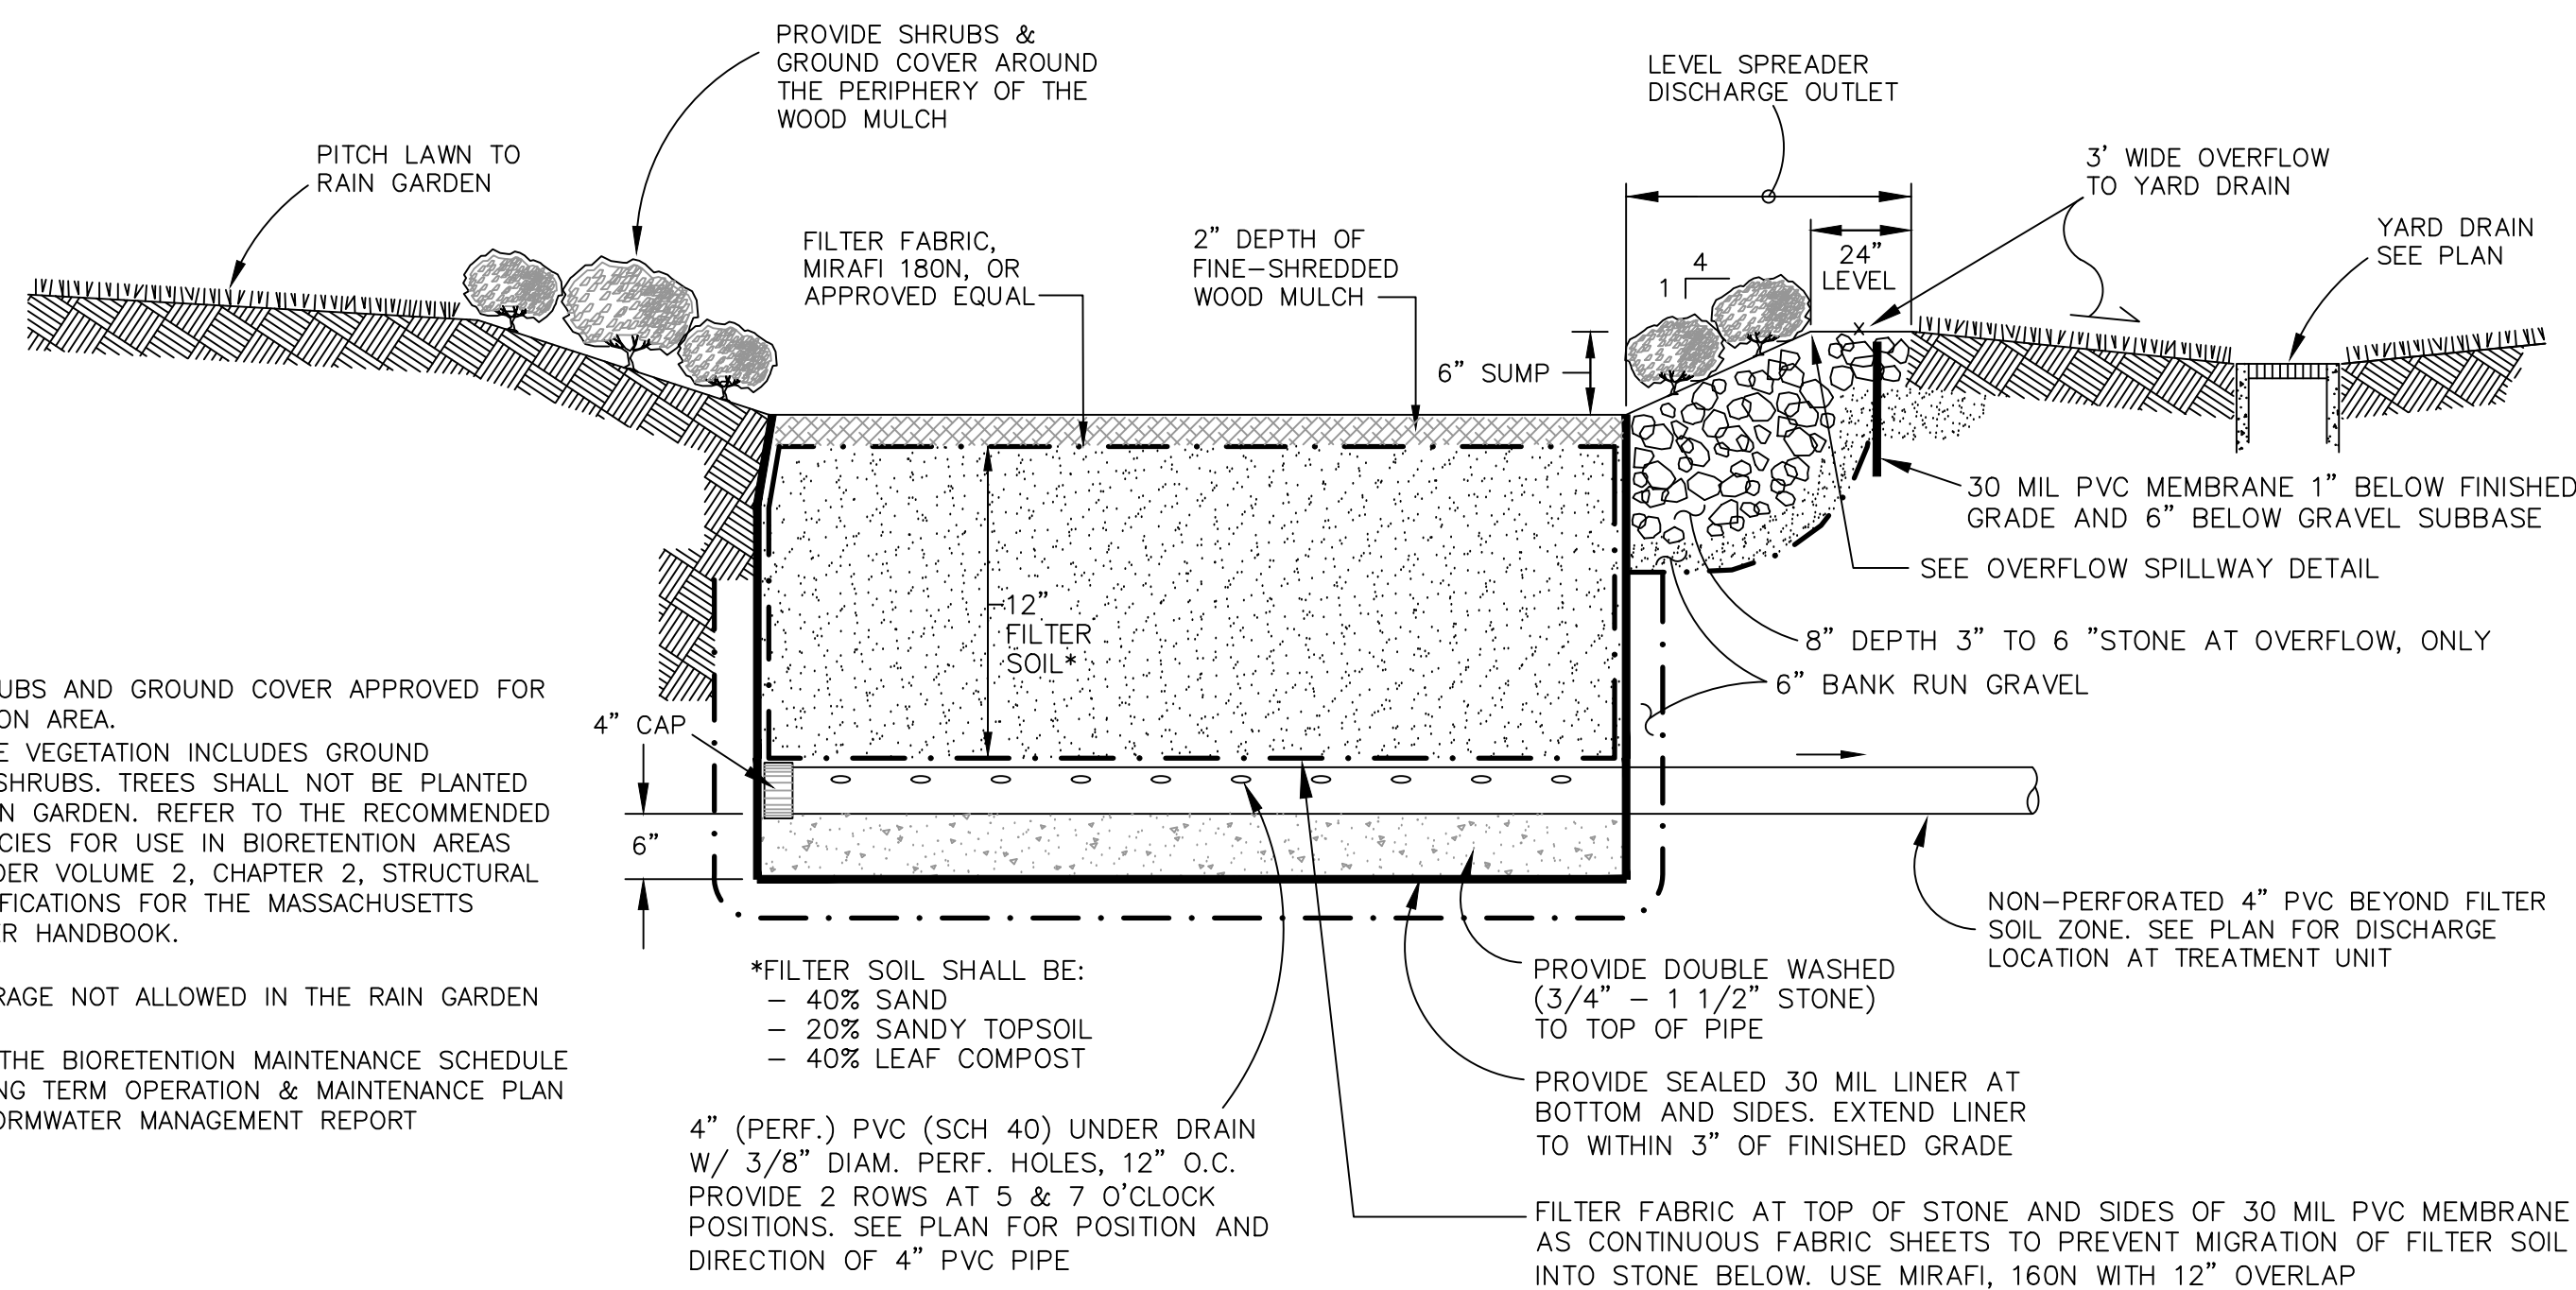 PROVIDE SHRUBS &
GROUND COVER AROUND
THE PERIPHERY OF THE
WOOD MULCH
PITCH LAWN TO
RAIN GARDEN
FILTER FABRIC,
MIRAFI 180N, OR
APPROVED EQUAL
2" DEPTH OF
FINE-SHREDDED
WOOD MULCH
LEVEL SPREADER
DISCHARGE OUTLET
3' WIDE OVERFLOW
TO YARD DRAIN
YARD DRAIN
SEE PLAN
24"
LEVEL
4
1
6" SUMP
X
30 MIL PVC MEMBRANE 1" BELOW FINISHED
GRADE AND 6" BELOW GRAVEL SUBBASE
SEE OVERFLOW SPILLWAY DETAIL
8" DEPTH 3" TO 6 "STONE AT OVERFLOW, ONLY
6" BANK RUN GRAVEL
12"
FILTER
SOIL*
4" CAP
6"
UBS AND GROUND COVER APPROVED FOR
ON AREA.
E VEGETATION INCLUDES GROUND
SHRUBS. TREES SHALL NOT BE PLANTED
N GARDEN. REFER TO THE RECOMMENDED
CIES FOR USE IN BIORETENTION AREAS
DER VOLUME 2, CHAPTER 2, STRUCTURAL
IFICATIONS FOR THE MASSACHUSETTS
ER HANDBOOK.
RAGE NOT ALLOWED IN THE RAIN GARDEN
THE BIORETENTION MAINTENANCE SCHEDULE
NG TERM OPERATION & MAINTENANCE PLAN
ORMWATER MANAGEMENT REPORT
*FILTER SOIL SHALL BE:
- 40% SAND
- 20% SANDY TOPSOIL
- 40% LEAF COMPOST
4" (PERF.) PVC (SCH 40) UNDER DRAIN
W/ 3/8" DIAM. PERF. HOLES, 12" O.C.
PROVIDE 2 ROWS AT 5 & 7 O'CLOCK
POSITIONS. SEE PLAN FOR POSITION AND
DIRECTION OF 4" PVC PIPE
NON-PERFORATED 4" PVC BEYOND FILTER
SOIL ZONE. SEE PLAN FOR DISCHARGE
LOCATION AT TREATMENT UNIT
PROVIDE DOUBLE WASHED
(3/4" - 1 1/2" STONE)
TO TOP OF PIPE
PROVIDE SEALED 30 MIL LINER AT
BOTTOM AND SIDES. EXTEND LINER
TO WITHIN 3" OF FINISHED GRADE
FILTER FABRIC AT TOP OF STONE AND SIDES OF 30 MIL PVC MEMBRANE
AS CONTINUOUS FABRIC SHEETS TO PREVENT MIGRATION OF FILTER SOIL
INTO STONE BELOW. USE MIRAFI, 160N WITH 12" OVERLAP